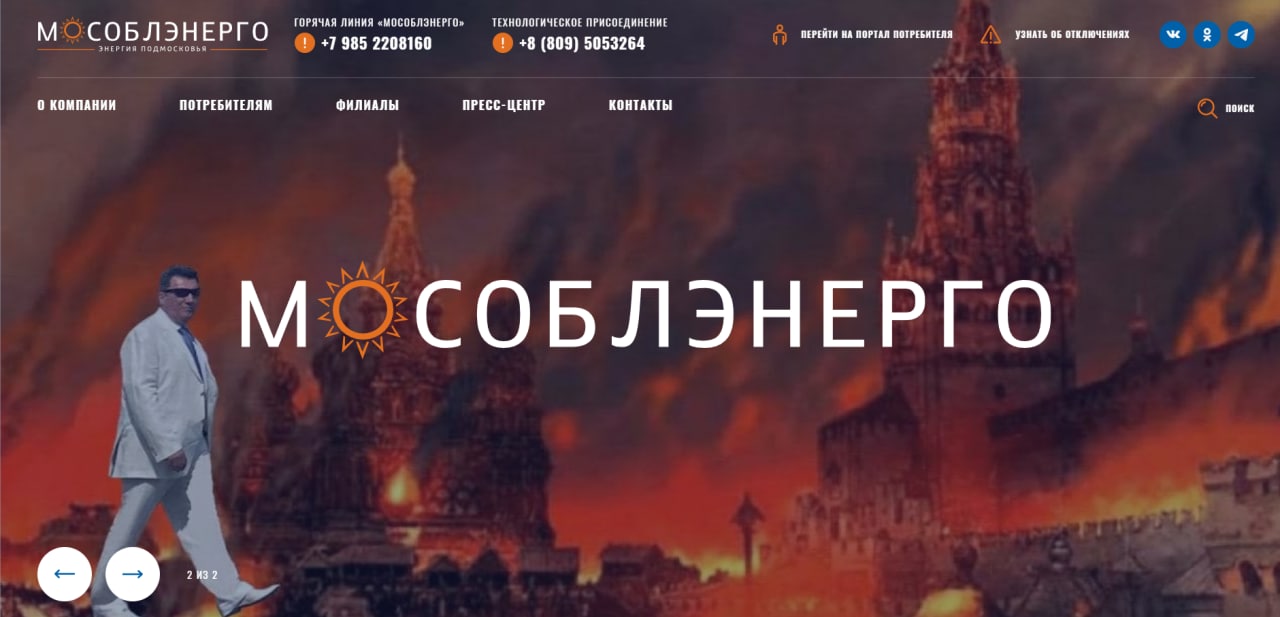 МОСОБЛЭНЕРГО
ЭНЕРГИЯ ПОДМОСКОВЬЯ
ГОРЯЧАЯ ЛИНИЯ «МОСОБЛЭНЕРГО»
+7 985 2208160
ТЕХНОЛОГИЧЕСКОЕ ПРИСОЕДИНЕНИЕ
+8 (809) 5053264
ПЕРЕЙТИ НА ПОРТАЛ ПОТРЕБИТЕЛЯ
УЗНАТЬ ОБ ОТКЛЮЧЕНИЯХ
О КОМПАНИИ
ПОТРЕБИТЕЛЯМ
ФИЛИАЛЫ
ПРЕСС-ЦЕНТР
КОНТАКТЫ
ПОИСК
МОСОБЛЭНЕРГО
2 ИЗ 2